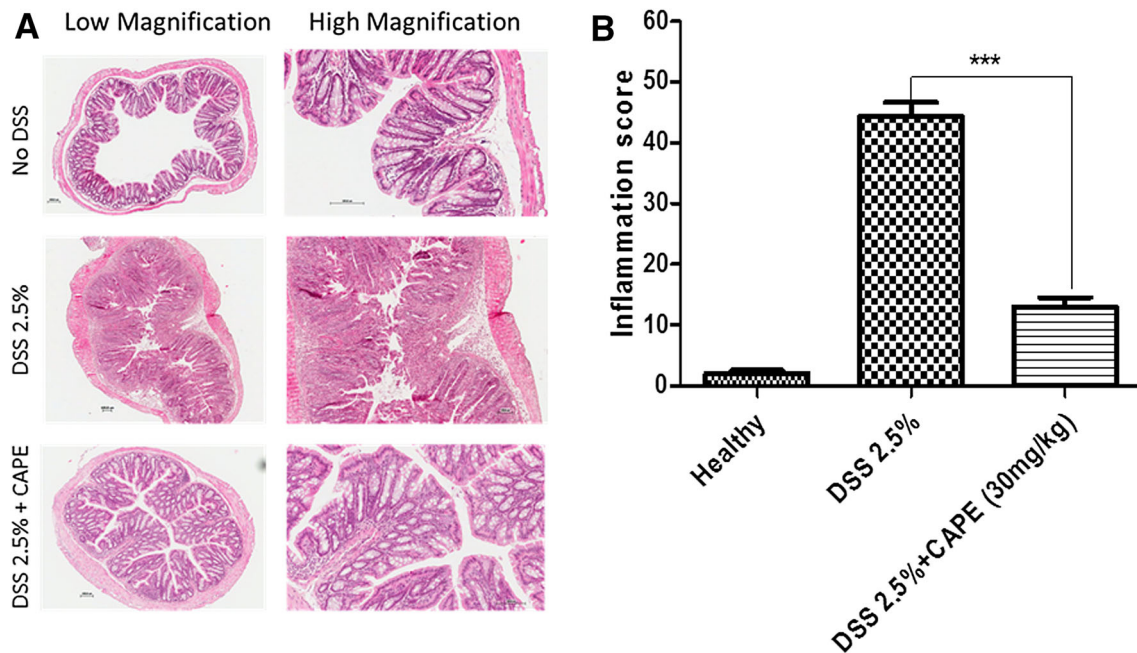 A
Low Magnification
High Magnification
No DSS
DSS 2.5%
DSS 2.5% + CAPE
B
Inflammation score
60
50
40
30
20
10
0
***
Healthy
DSS 2.5%
DSS 2.5%+CAPE (30mg/kg)